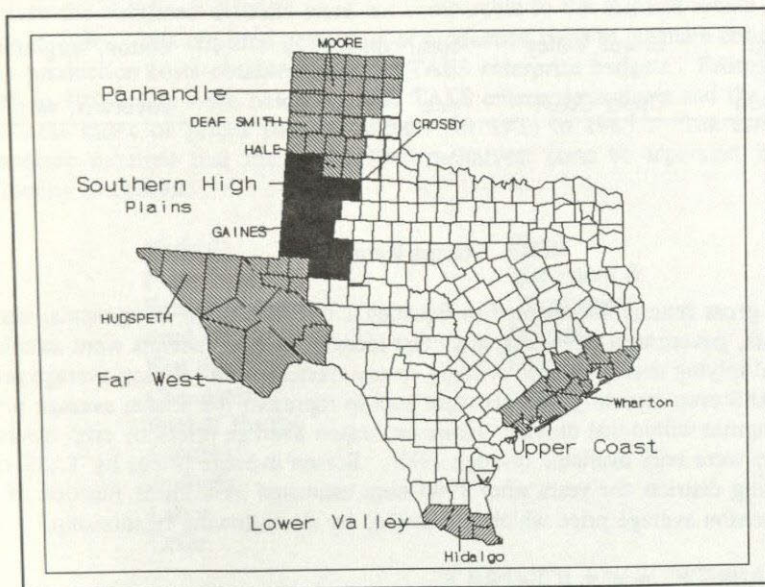 MOORE
Panhandle
DEAF SMITH
CROSBY
HALE
Southern High
Plains
GAINES
HUDSPETH
Far West
Wharton
Upper Coast
Lower Valley
Hidalgo